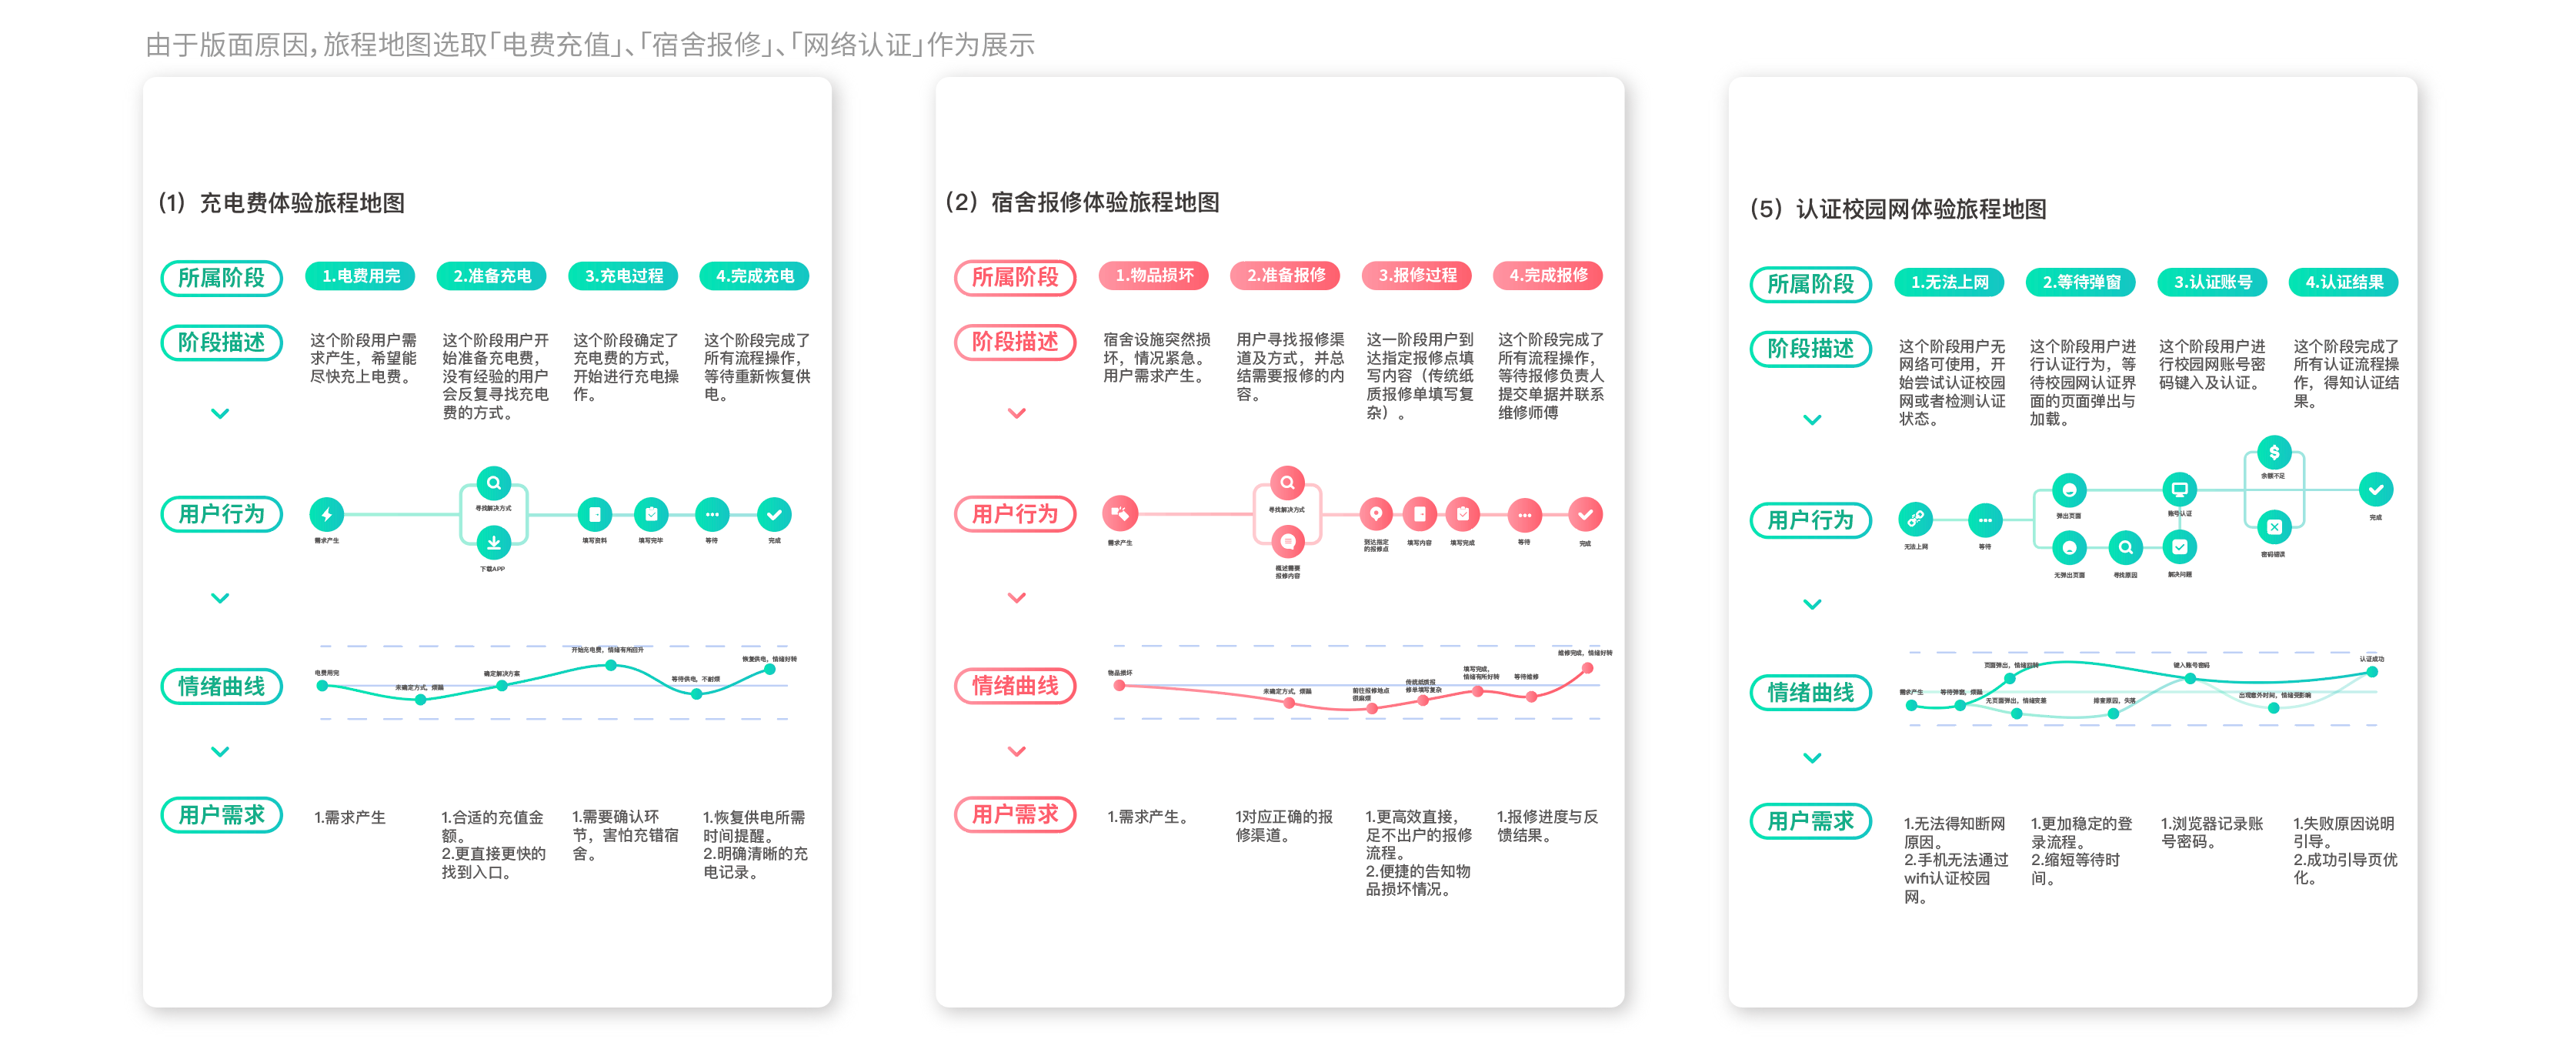 由于版面原因，旅程地图选取「电费充值」、「宿舍报修」、「网络认证」作为展示
（1）充电费体验旅程地图
所属阶段
1.电费用完
2.准备充电
3.充电过程
4.完成充电
阶段描述
这个阶段用户需
求产生，希望能
尽快充上电费。
这个阶段用户开
始准备充电费，
没有经验的用户
会反复寻找充电
费的方式。
这个阶段确定了
充电费的方式，
开始进行充电操
作。
这个阶段完成了
所有流程操作，
等待重新恢复供
电。
用户行为
需求产生
寻找解决方式
下载APP
填写资料
填写完毕
等待
完成
情绪曲线
电费用完
未确定方式，烦躁
确定解决方案
开始充电费，情绪有所回升
等待供电，不耐烦
恢复供电，情绪好转
用户需求
1.需求产生
1.合适的充值金
额。
2.更直接更快的
找到入口。
1.需要确认环
节，害怕充错宿
舍。
1.恢复供电所需
时间提醒。
2.明确清晰的充
电记录。
（2）宿舍报修体验旅程地图
所属阶段
1.物品损坏
2.准备报修
3.报修过程
4.完成报修
阶段描述
宿舍设施突然损
坏，情况紧急。
用户需求产生。
用户寻找报修渠
道及方式，并总
结需要报修的内
容。
这一阶段用户到
达指定报修点填
写内容（传统纸
质报修单填写复
杂）。
这个阶段完成了
所有流程操作，
等待报修负责人
提交单据并联系
维修师傅
用户行为
需求产生
寻找解决方式
概述需要
报修内容
到达指定
的报修点
填写内容
填写完成
等待
完成
情绪曲线
物品损坏
未确定方式，烦躁
前往报修地点
很麻烦
传统纸质报
修单填写复杂
填写完成，
情绪有所好转
等待维修
维修完成，情绪好转
用户需求
1.需求产生。
1对应正确的报
修渠道。
1.更高效直接，
足不出户的报修
流程。
2.便捷的告知物
品损坏情况。
1.报修进度与反
馈结果。
（5）认证校园网体验旅程地图
所属阶段
1.无法上网
2.等待弹窗
3.认证账号
4.认证结果
阶段描述
这个阶段用户无
网络可使用，开
始尝试认证校园
网或者检测认证
状态。
这个阶段用户进
行认证行为，等
待校园网认证界
面的页面弹出与
加载。
这个阶段用户进
行校园网账号密
码键入及认证。
这个阶段完成了
所有认证流程操
作，得知认证结
果。
用户行为
无法上网
等待
弹出页面
无弹出页面
寻找原因
账号认证
解决问题
余额不足
密码错误
完成
情绪曲线
需求产生
等待弹窗，烦躁
页面弹出，情绪好转
无页面弹出，情绪变差
排查原因，失落
键入账号密码
出现意外时间，情绪受影响
认证成功
用户需求
1.无法得知断网
原因。
2.手机无法通过
wifi认证校园
网。
1.更加稳定的登
录流程。
2.缩短等待时
间。
1.浏览器记录账
号密码。
1.失败原因说明
引导。
2.成功引导页优
化。